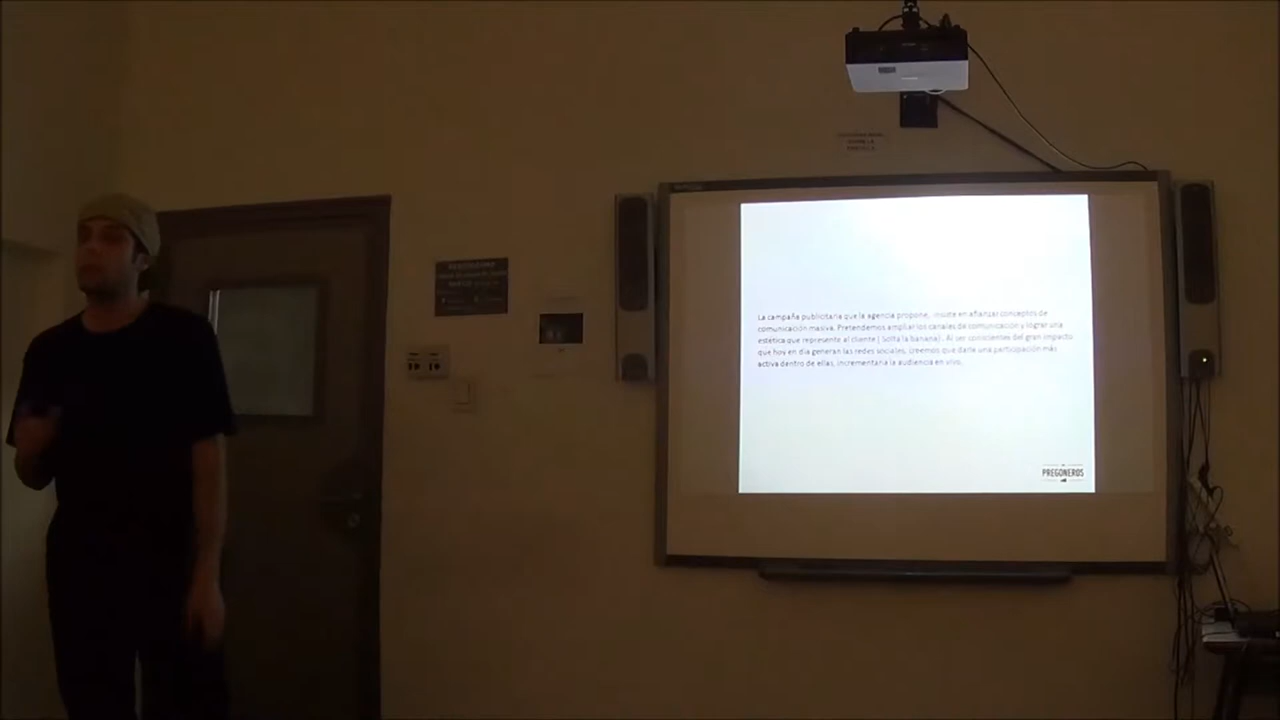 La campaña publicitaria que la agencia propone, insiste en afianzar conceptos de
comunicación masiva. Pretendemos ampliar los canales de comunicación y lograr una
estética que represente al cliente ( Solta la banana) . Al ser conscientes del gran impacto
que hoy en día generan las redes sociales, creemos que darle una participación más
activa dentro de ellas, incrementaría la audiencia en vivo.
PREGONEROS